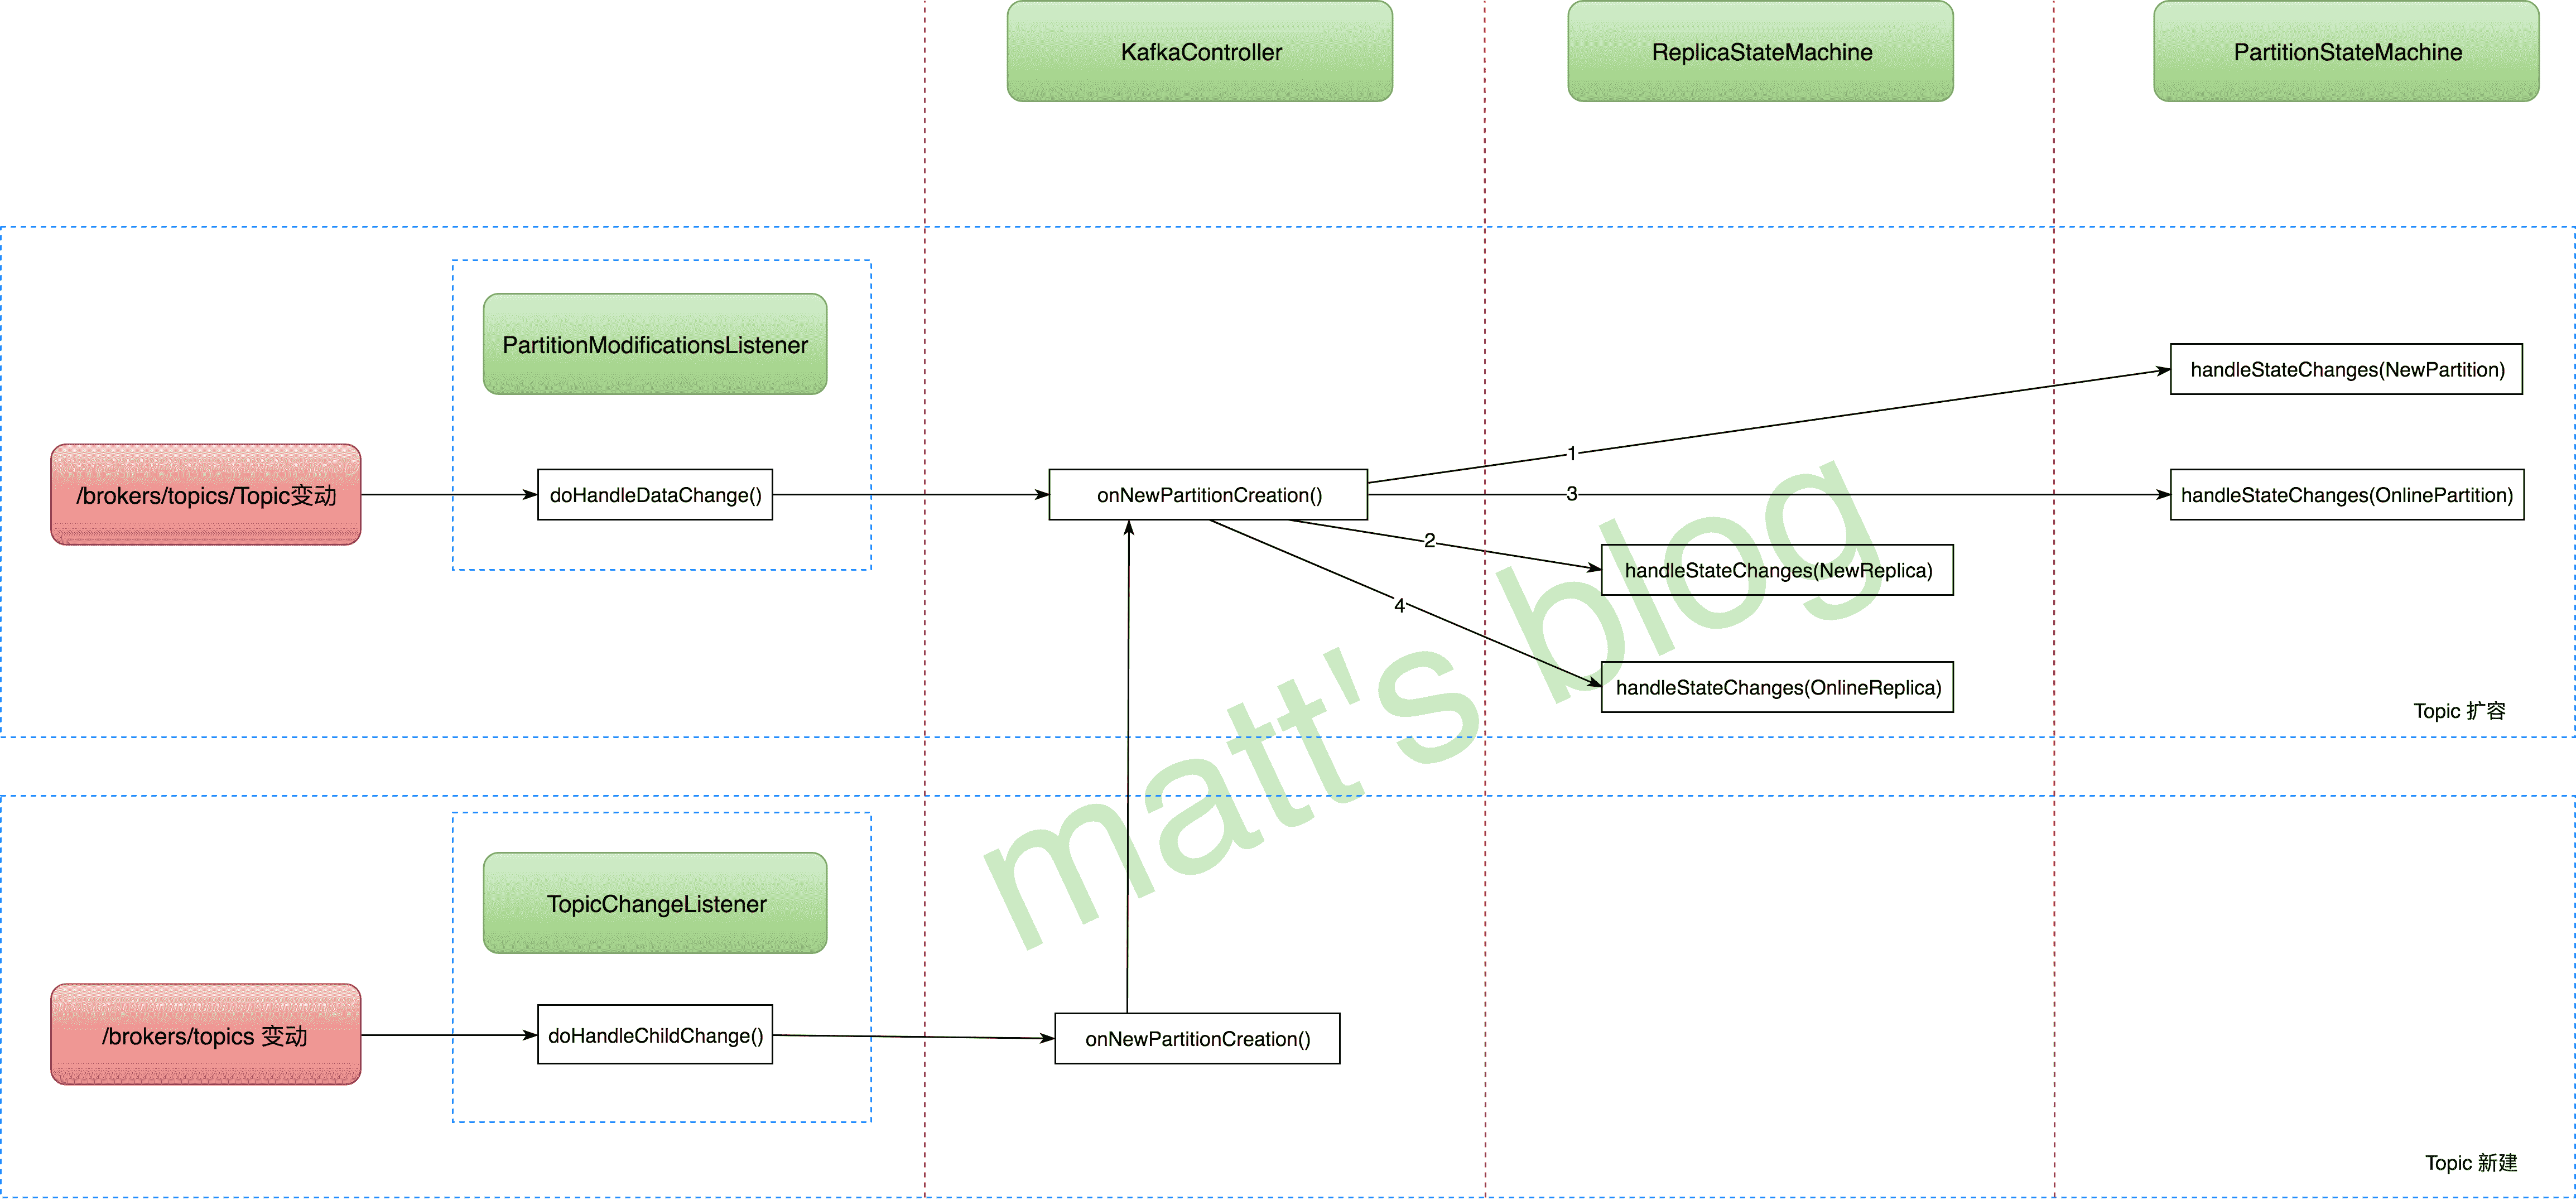 KafkaController
ReplicaStateMachine
PartitionStateMachine
PartitionModificationsListener
handleStateChanges(NewPartition)
1
/brokers/topics/Topic变动
doHandleDataChange()
onNewPartitionCreation()
3
handleStateChanges(OnlinePartition)
2
handleStateChanges(NewReplica)
4
handleStateChanges(OnlineReplica)
Topic 扩容
matt's blog
TopicChangeListener
/brokers/topics 变动
doHandleChildChange()
onNewPartitionCreation()
Topic 新建